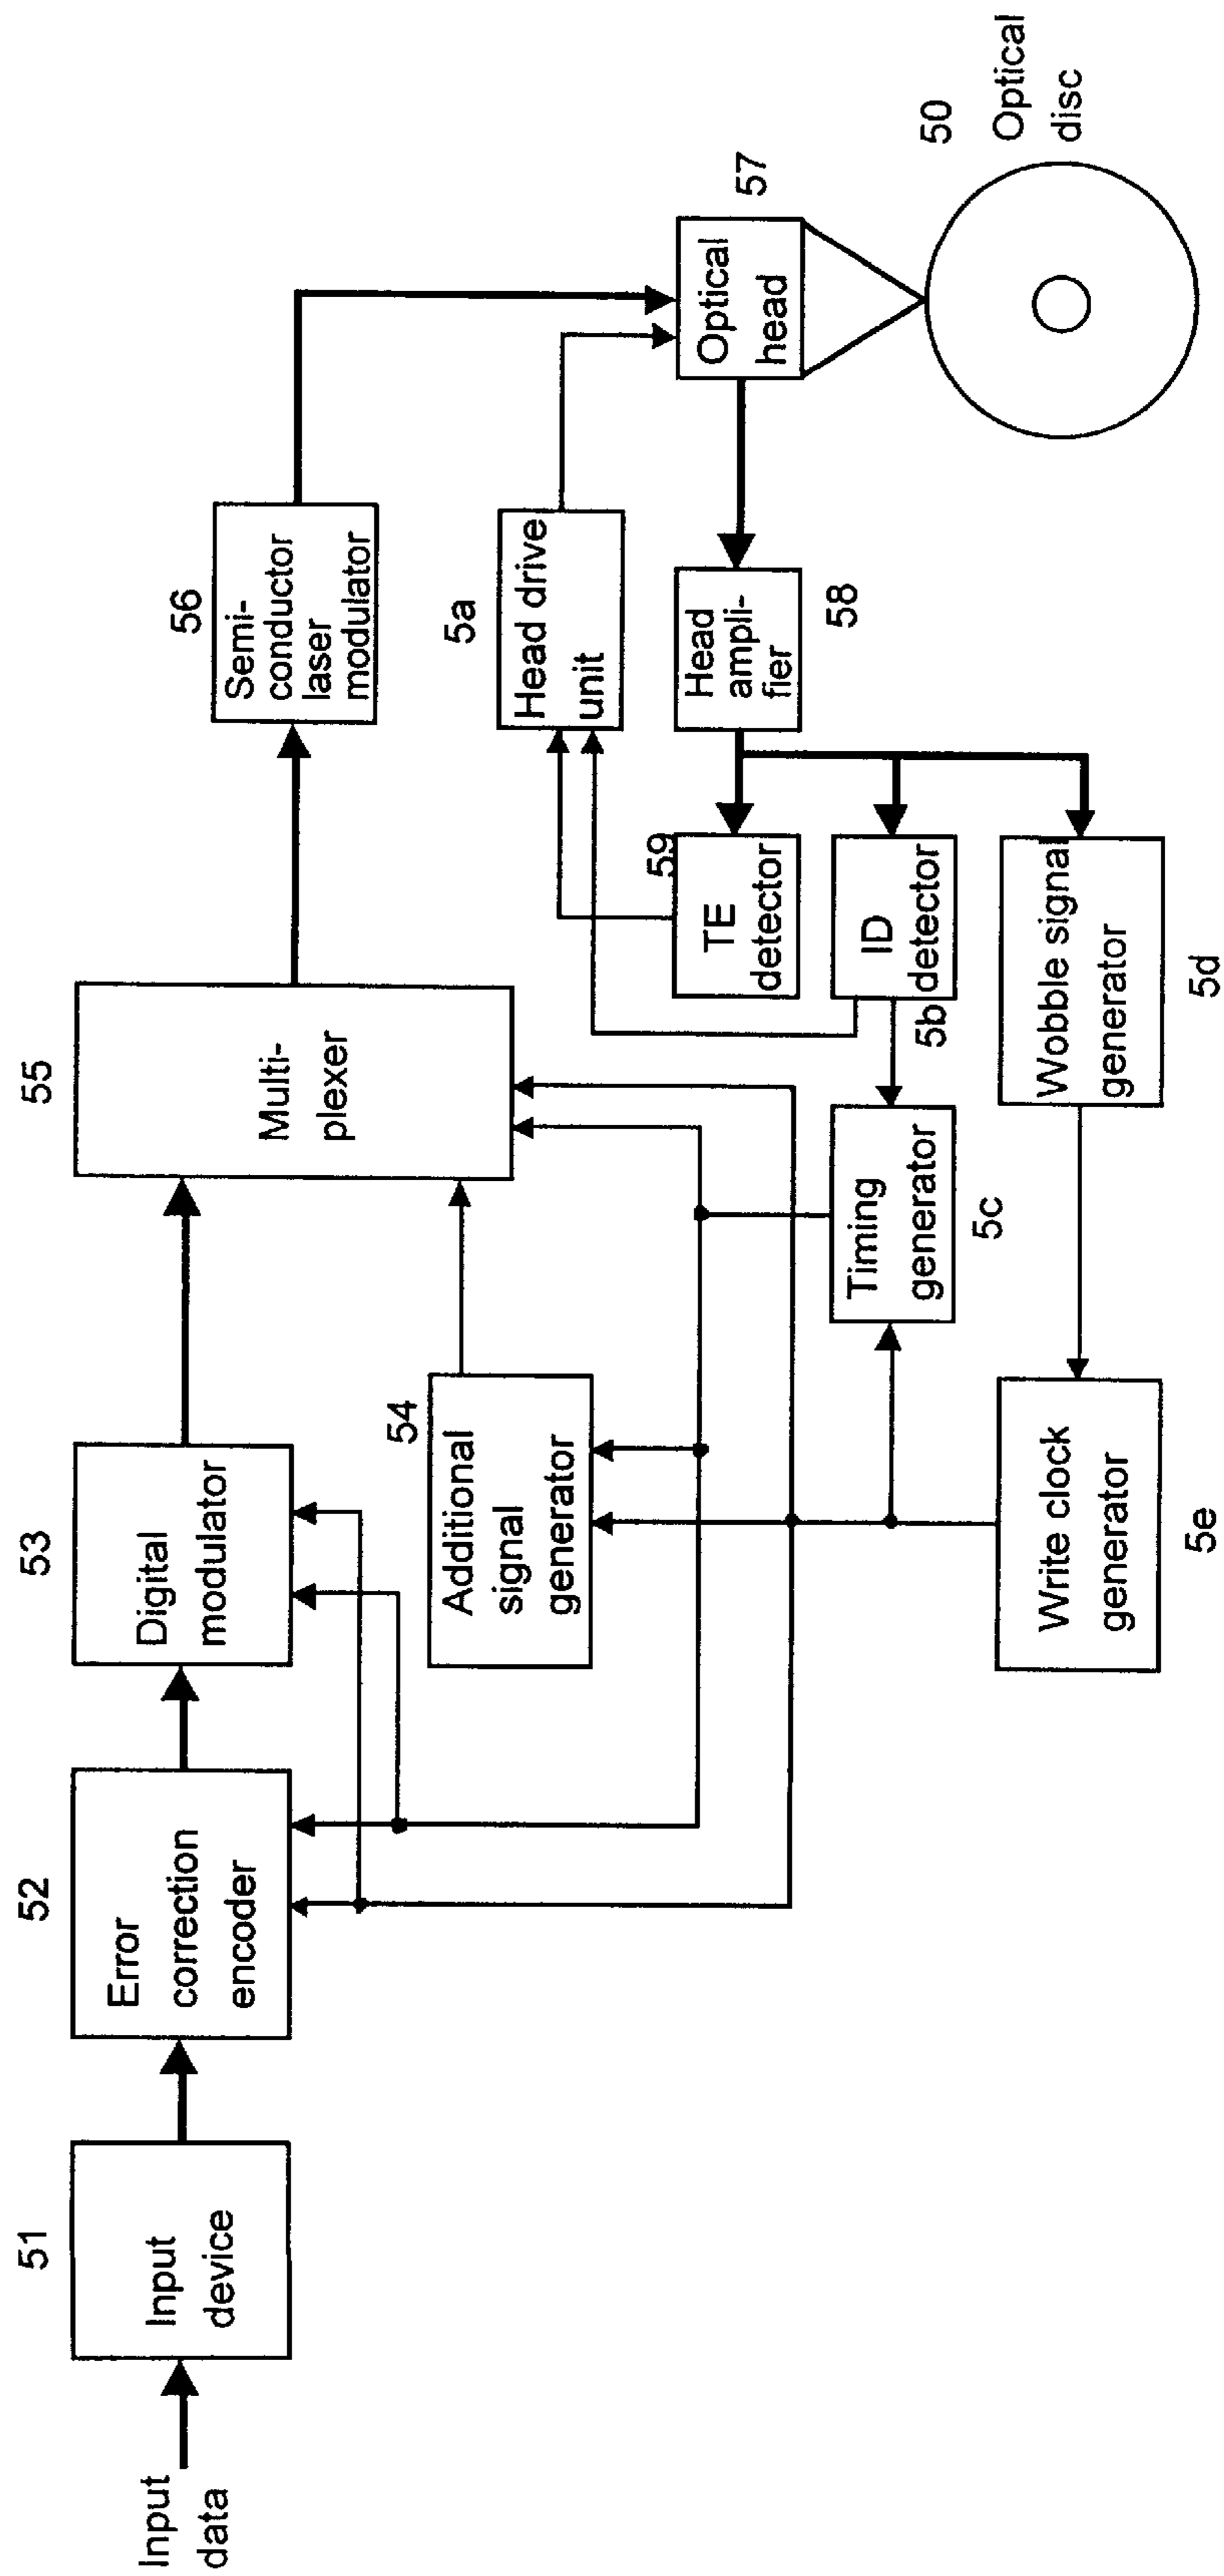 Input
data
51
Input
device
52
Error
correction
encoder
53
Digital
modulator
54
Additional
signal
generator
55
Multi-
plexer
56
Semi-
conductor
laser
modulator
5a
Head drive
unit
57
Optical
head
50
Optical
disc
Head
ampli-
fier
58
59
TE
detector
ID
detector
5b
Timing
generator
5c
Wobble signal
generator
5d
Write clock
generator
5e